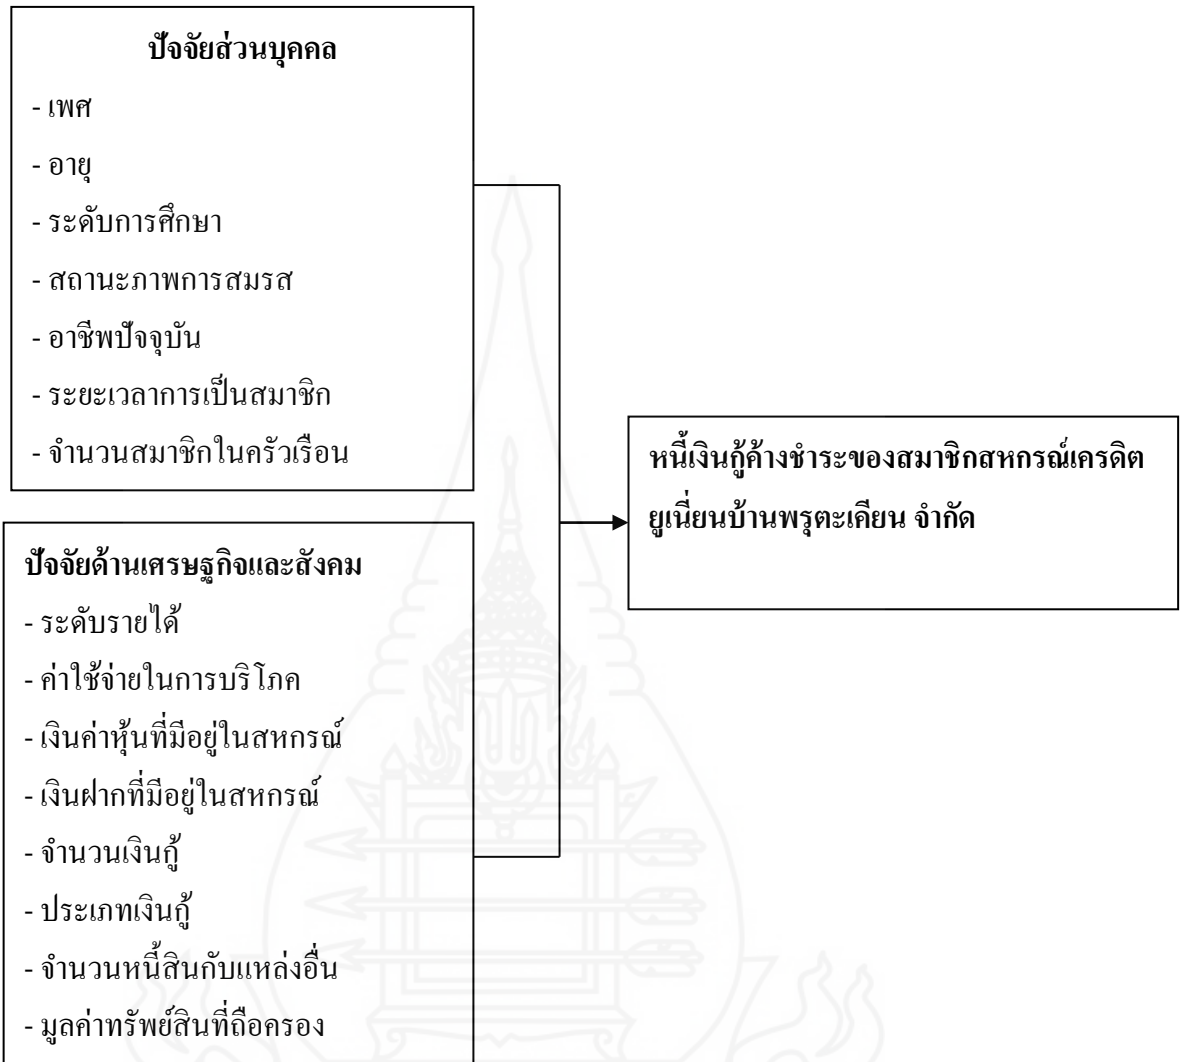 ปัจจัยส่วนบุคคล
- เพศ
- อายุ
- ระดับการศึกษา
- สถานะภาพการสมรส
- อาชีพปัจจุบัน
- ระยะเวลาการเป็นสมาชิก
- จำนวนสมาชิกในครัวเรือน
ปัจจัยด้านเศรษฐกิจและสังคม
- ระดับรายได้
- ค่าใช้จ่ายในการบริโภค
- เงินค่าหุ้นที่มีอยู่ในสหกรณ์
- เงินฝากที่มีอยู่ในสหกรณ์
- จำนวนเงินกู้
- ประเภทเงินกู้
- จำนวนหนี้สินกับแหล่งอื่น
- มูลค่าทรัพย์สินที่ถือครอง
หนี้เงินกู้ค้างชำระของสมาชิกสหกรณ์เครดิต
ยูเนี่ยนบ้านพรุตะเคียน จำกัด